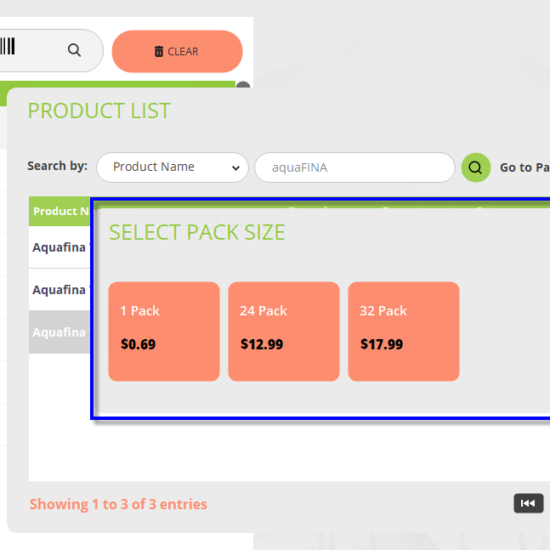 CLEAR
PRODUCT LIST
Search by: Product Name aquaFINA Go to Pa
Product N
SELECT PACK SIZE
Aquafina
1 Pack 24 Pack 32 Pack
Aquafina
$0.69 $12.99 $17.99
Aquafina
Showing 1 to 3 of 3 entries